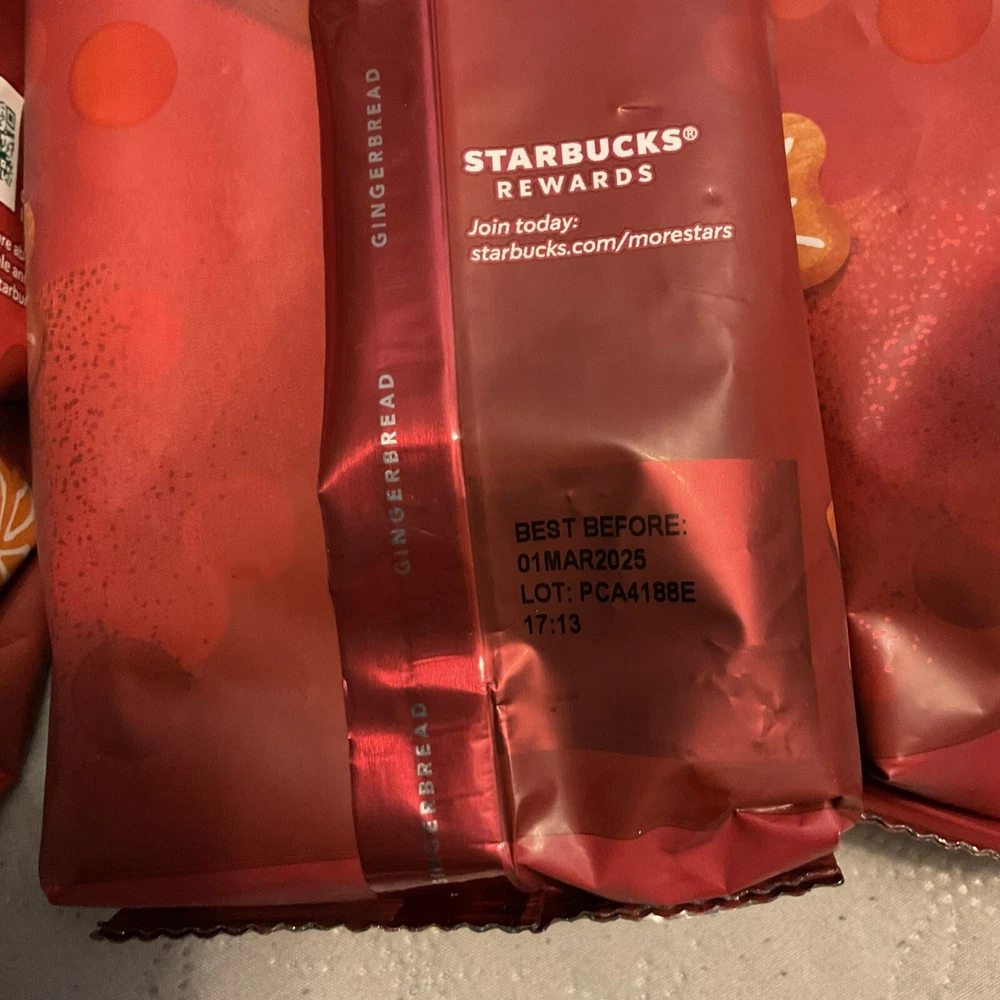 GINGERBREAD
GINGERBREAD
GINGERBREAD
STARBUCKS®
REWARDS
Join today:
starbucks.com/morestars
BEST BEFORE:
01MAR2025
LOT: PCA4188E
17:13